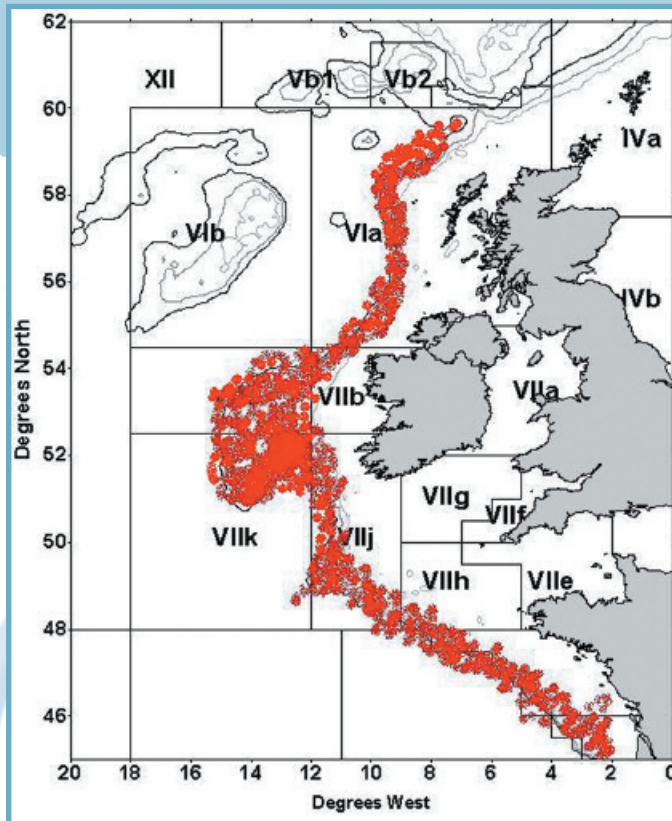 62
60
58
56
54
52
50
48
46
Degrees North
XII
Vb1
Vb2
IVa
VIb
VIa
IVb
VIIb
VIIa
VIIg
VIIf
VIIk
VIIj
VIIh
VIIe
20 18 16 14 12 10 8 6 4 2 0
Degrees West